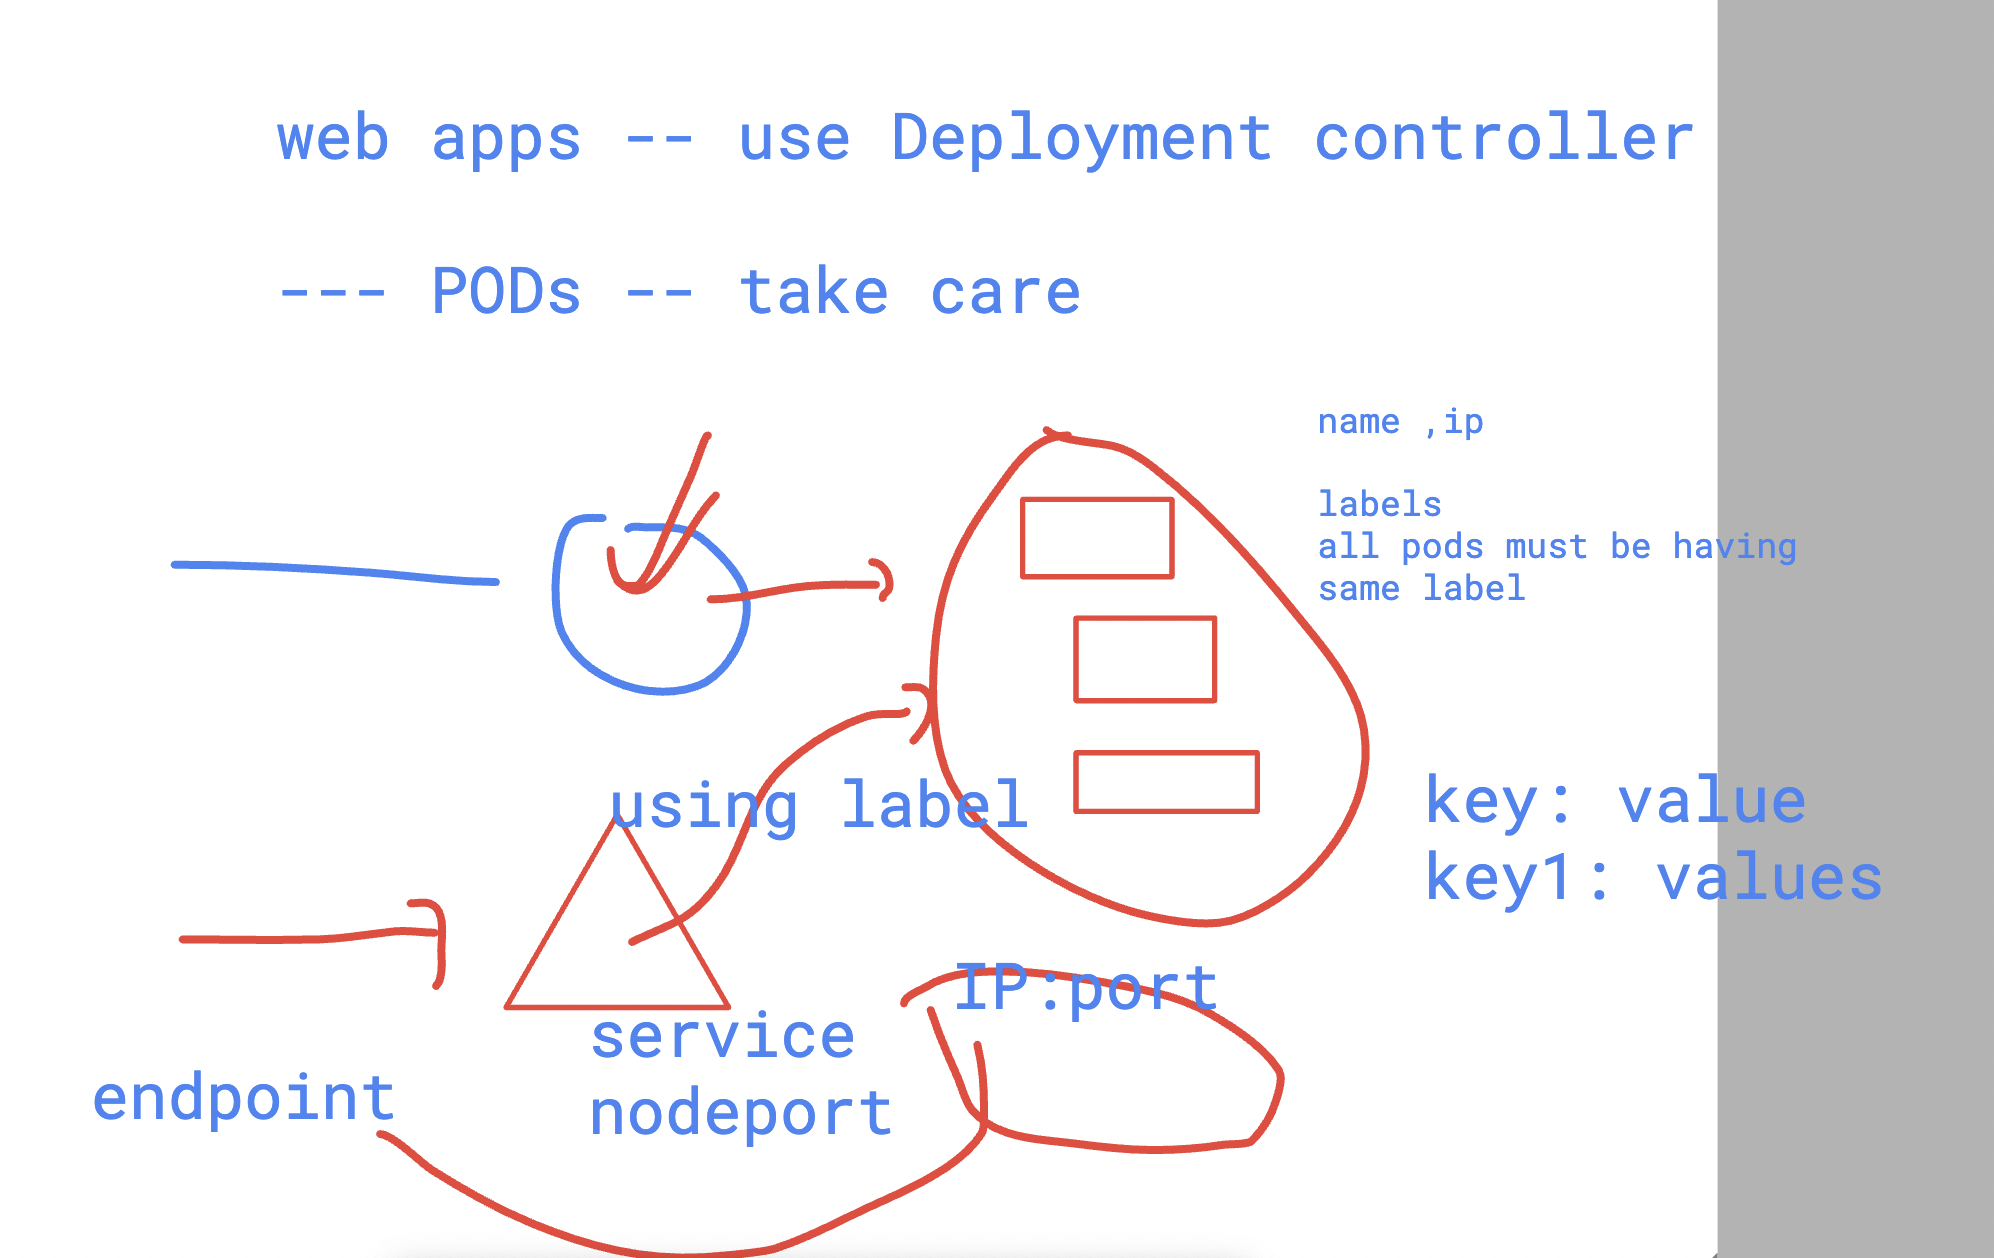 web apps -- use Deployment controller
--- PODs -- take care
name ,ip
labels
all pods must be having
same label
using label
key: value
key1: values
IP:port
service
nodeport
endpoint